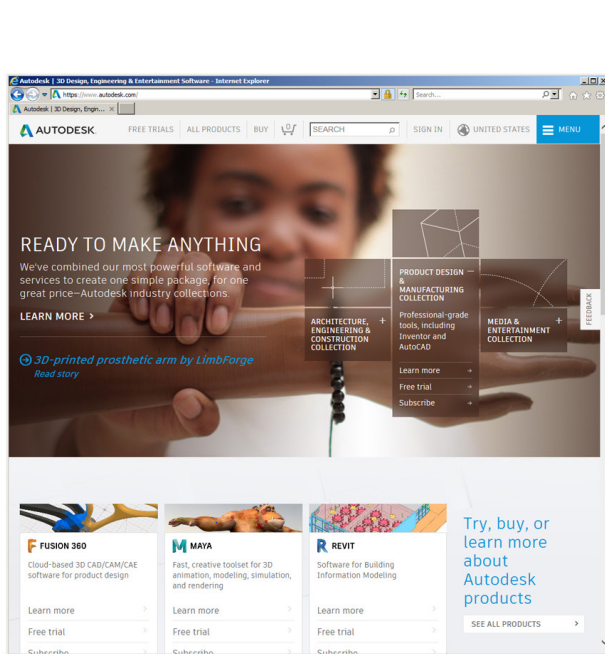 Autodesk | 3D Design, Engineering & Entertainment Software - Internet Explorer
https://www.autodesk.com/
Search...
Autodesk | 3D Design, Engin...
AUTODESK.
FREE TRIALS
ALL PRODUCTS
BUY
0
SEARCH
SIGN IN
UNITED STATES
MENU
READY TO MAKE ANYTHING
We've combined our most powerful software and
services to create one simple package, for one
great price—Autodesk industry collections.
LEARN MORE >
3D-printed prosthetic arm by LimbForge
Read story
ARCHITECTURE,
ENGINEERING &
CONSTRUCTION
COLLECTION
PRODUCT DESIGN
&
MANUFACTURING
COLLECTION
Professional-grade
tools, including
Inventor and
AutoCAD
Learn more
Free trial
Subscribe
MEDIA &
ENTERTAINMENT
COLLECTION
FEEDBACK
FUSION 360
Cloud-based 3D CAD/CAM/CAE
software for product design
Learn more
Free trial
Subscribe
MAYA
Fast, creative toolset for 3D
animation, modeling, simulation,
and rendering
Learn more
Free trial
Subscribe
REVIT
Software for Building
Information Modeling
Learn more
Free trial
Subscribe
Try, buy, or
learn more
about
Autodesk
products
SEE ALL PRODUCTS >